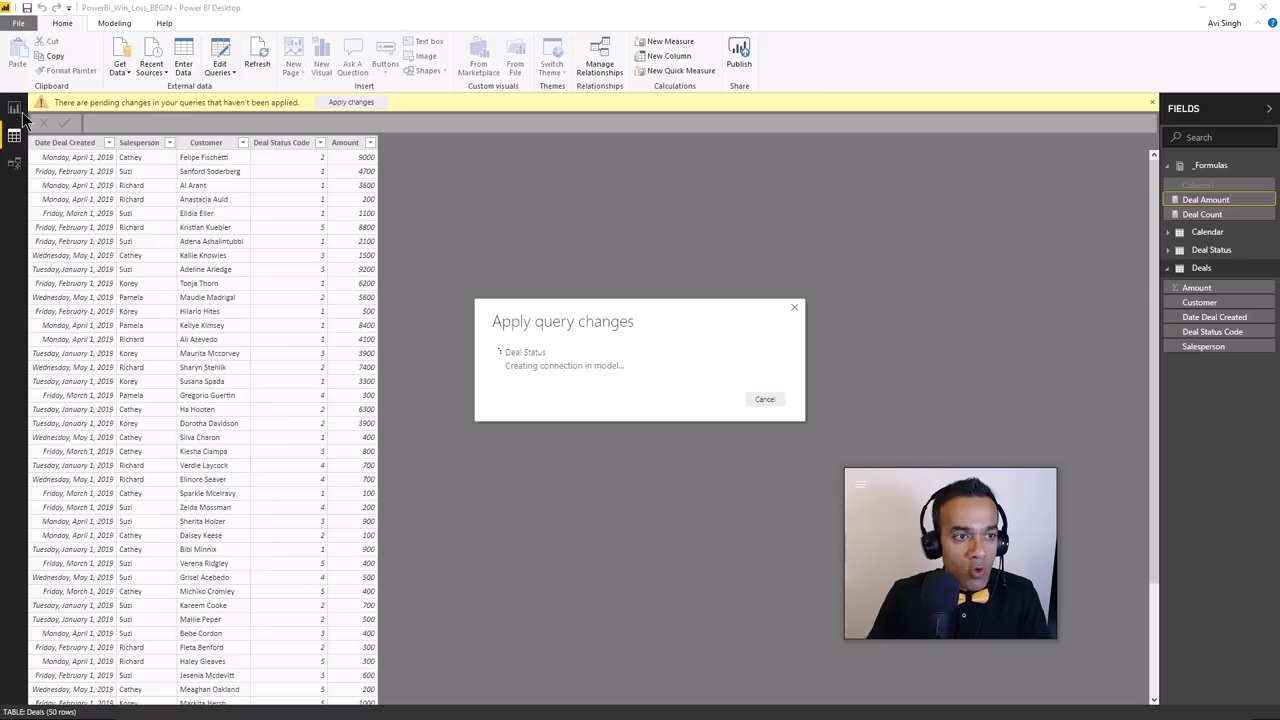 PowerBI_Win_Loss_BEGIN - Power BI Desktop
File Home Modeling Help Avi Singh
Paste Cut Copy Format Painter Clipboard
Get Data Recent Sources Enter Data Edit Queries External data
Refresh
New Page New Visual Ask A Question Buttons Text box Image Shapes Insert
From Marketplace From File Custom visuals
Switch Theme Themes
Manage Relationships Relationships
New Measure New Column New Quick Measure Calculations
Publish Share
There are pending changes in your queries that haven't been applied. Apply changes
Date Deal Created Salesperson Customer Deal Status Code Amount
Monday, April 1, 2019 Cathey Felipe Fischetti 2 9000
Friday, February 1, 2019 Suzi Sanford Soderberg 1 4700
Monday, April 1, 2019 Richard Al Arant 1 3600
Monday, April 1, 2019 Richard Anastacia Auld 1 200
Friday, March 1, 2019 Suzi Elidia Eller 1 1100
Friday, February 1, 2019 Richard Kristian Kuebler 5 8800
Friday, February 1, 2019 Suzi Adena Ashalintubbi 1 2100
Wednesday, May 1, 2019 Cathey Kallie Knowles 3 1500
Tuesday, January 1, 2019 Suzi Adeline Arledge 3 9200
Friday, February 1, 2019 Korey Tonja Thorn 1 6200
Wednesday, May 1, 2019 Pamela Maudie Madrigal 2 5600
Friday, February 1, 2019 Korey Hilario Hites 1 500
Monday, April 1, 2019 Pamela Kellye Kimsey 1 8400
Monday, April 1, 2019 Richard Ali Azevedo 1 4100
Tuesday, January 1, 2019 Korey Maurita Mccorvey 3 3900
Wednesday, May 1, 2019 Richard Sharyn Stehlik 2 7400
Tuesday, January 1, 2019 Korey Susana Spada 1 3300
Friday, March 1, 2019 Pamela Gregorio Guertin 4 300
Tuesday, January 1, 2019 Cathey Ha Hooten 2 6300
Tuesday, January 1, 2019 Korey Dorotha Davidson 2 3900
Wednesday, May 1, 2019 Cathey Silva Charon 1 400
Friday, March 1, 2019 Cathey Kiesha Ciampa 3 800
Tuesday, January 1, 2019 Richard Verdie Laycock 4 700
Wednesday, May 1, 2019 Richard Elinore Seaver 4 700
Friday, March 1, 2019 Cathey Sparkle Mcelravy 1 100
Friday, March 1, 2019 Suzi Zelda Mossman 4 200
Monday, April 1, 2019 Suzi Sherita Holzer 3 900
Monday, April 1, 2019 Cathey Daisey Keese 2 100
Tuesday, January 1, 2019 Cathey Bibi Minnix 1 900
Friday, March 1, 2019 Suzi Verena Ridgley 5 400
Wednesday, May 1, 2019 Suzi Grisel Acebedo 4 500
Friday, March 1, 2019 Cathey Michiko Cromley 5 400
Tuesday, January 1, 2019 Suzi Kareem Cooke 2 700
Tuesday, January 1, 2019 Suzi Mallie Peper 2 500
Monday, April 1, 2019 Suzi Bebe Cordon 3 400
Friday, February 1, 2019 Richard Fleta Benford 2 300
Monday, April 1, 2019 Richard Haley Gleaves 5 300
Friday, March 1, 2019 Suzi Jesenia Mcdevitt 3 600
Wednesday, May 1, 2019 Cathey Meaghan Oakland 5 200
Friday, March 1, 2019 Cathey Markita Hersh 5 1000
Apply query changes
Deal Status
Creating connection in model...
Cancel
FIELDS
Search
_Formulas
Column1
Deal Amount
Deal Count
Calendar
Deal Status
Deals
Amount
Customer
Date Deal Created
Deal Status Code
Salesperson
TABLE: Deals (50 rows)